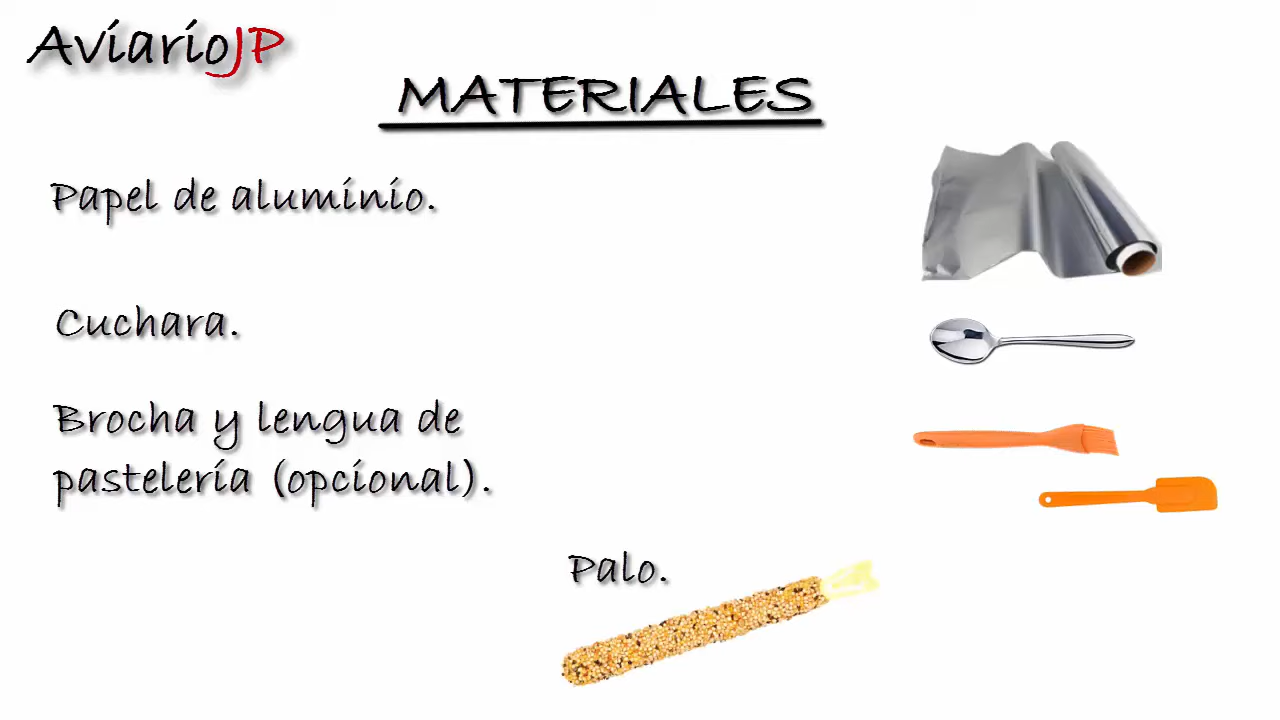 AviarioJP
MATERIALES
Papel de aluminio.
Cuchara.
Brocha y lengua de
pastelería (opcional).
Palo.